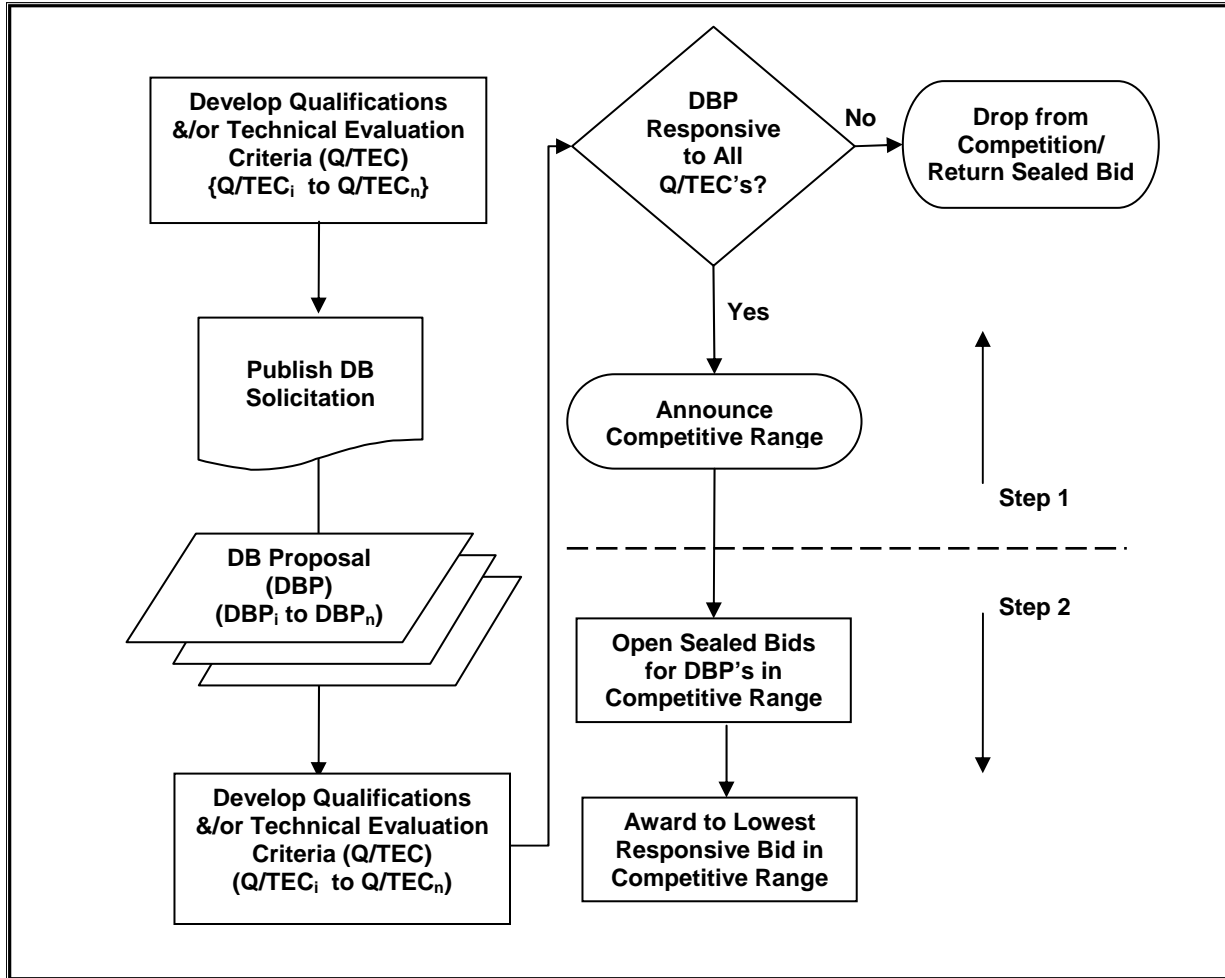 Develop Qualifications
&/or Technical Evaluation
Criteria (Q/TEC)
{Q/TECi to Q/TECn}
Publish DB
Solicitation
DB Proposal
(DBP)
(DBPi to DBPn)
Develop Qualifications
&/or Technical Evaluation
Criteria (Q/TEC)
(Q/TECi to Q/TECn)
DBP
Responsive
to All
Q/TEC's?
No
Drop from
Competition/
Return Sealed Bid
Yes
Announce
Competitive Range
Step 1
Step 2
Open Sealed Bids
for DBP's in
Competitive Range
Award to Lowest
Responsive Bid in
Competitive Range